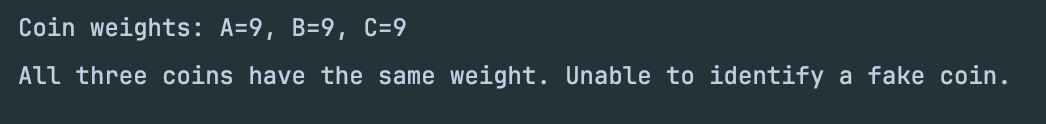 Coin weights: A=9, B=9, C=9
All three coins have the same weight. Unable to identify a fake coin.